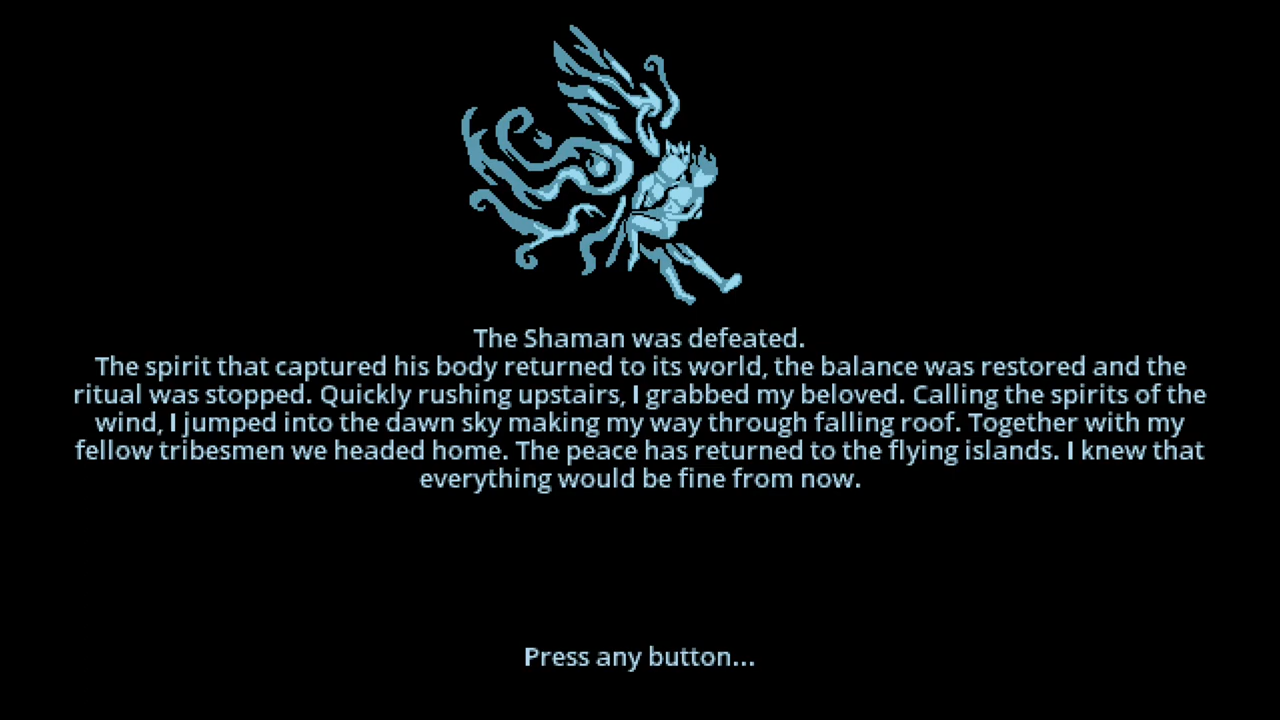 The Shaman was defeated.
The spirit that captured his body returned to its world, the balance was restored and the
ritual was stopped. Quickly rushing upstairs, I grabbed my beloved. Calling the spirits of the
wind, I jumped into the dawn sky making my way through falling roof. Together with my
fellow tribesmen we headed home. The peace has returned to the flying islands. I knew that
everything would be fine from now.
Press any button...